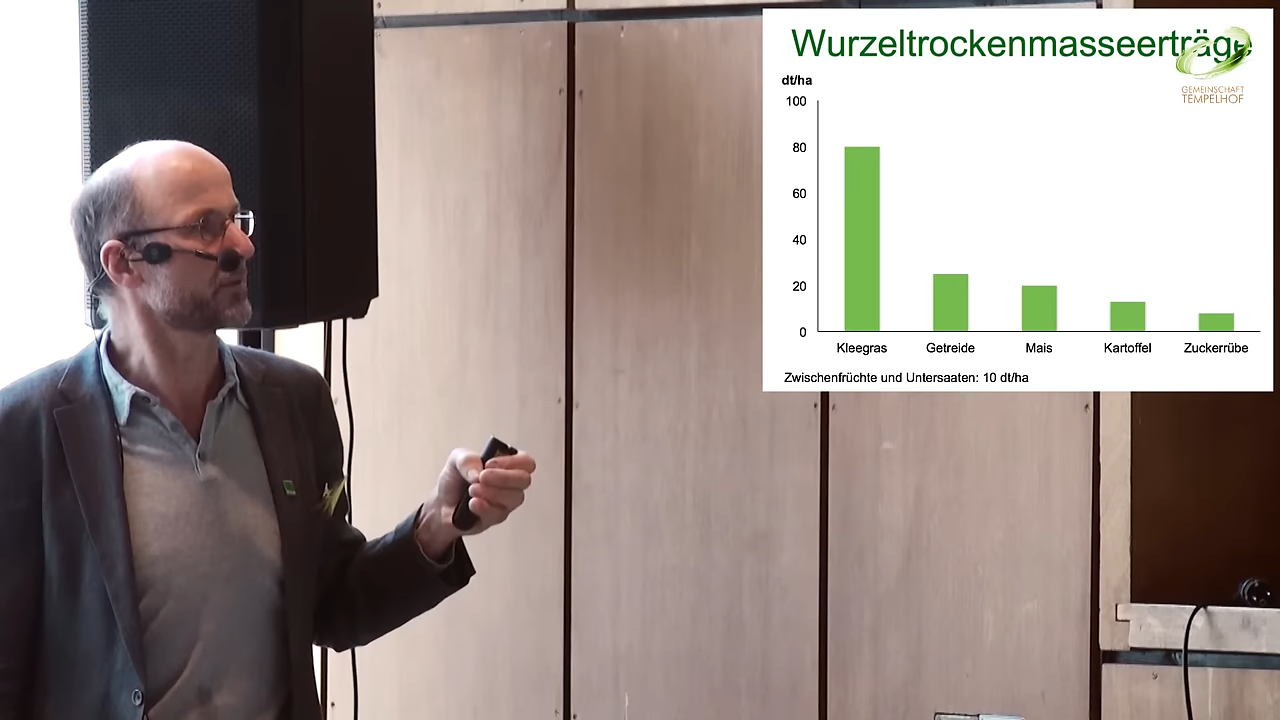 Wurzeltrockenmasseerträge
GEMEINSCHAFT
TEMPELHOF
dt/ha
100
80
60
40
20
0
Kleegras Getreide Mais Kartoffel Zuckerrübe
Zwischenfrüchte und Untersaaten: 10 dt/ha